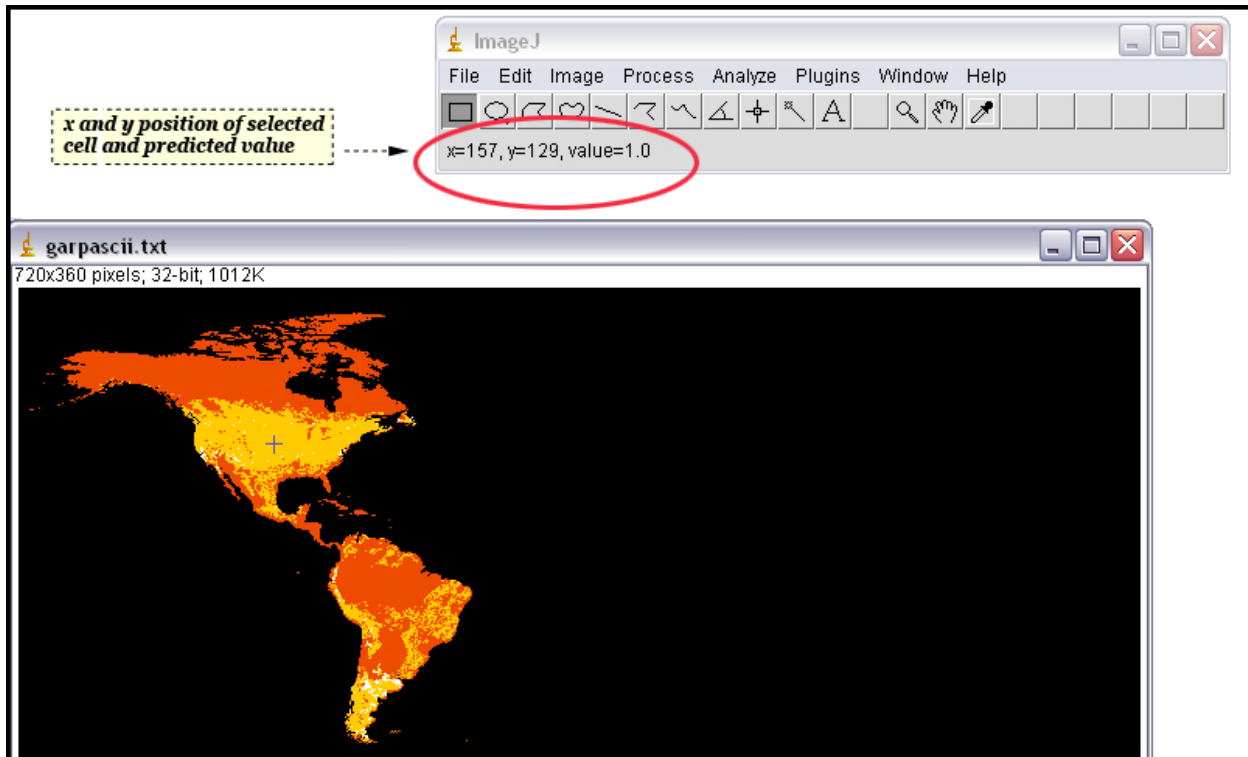 ImageJ
File Edit Image Process Analyze Plugins Window Help
x and y position of selected
cell and predicted value
x=157, y=129, value=1.0
garpascii.txt
720x360 pixels; 32-bit; 1012K